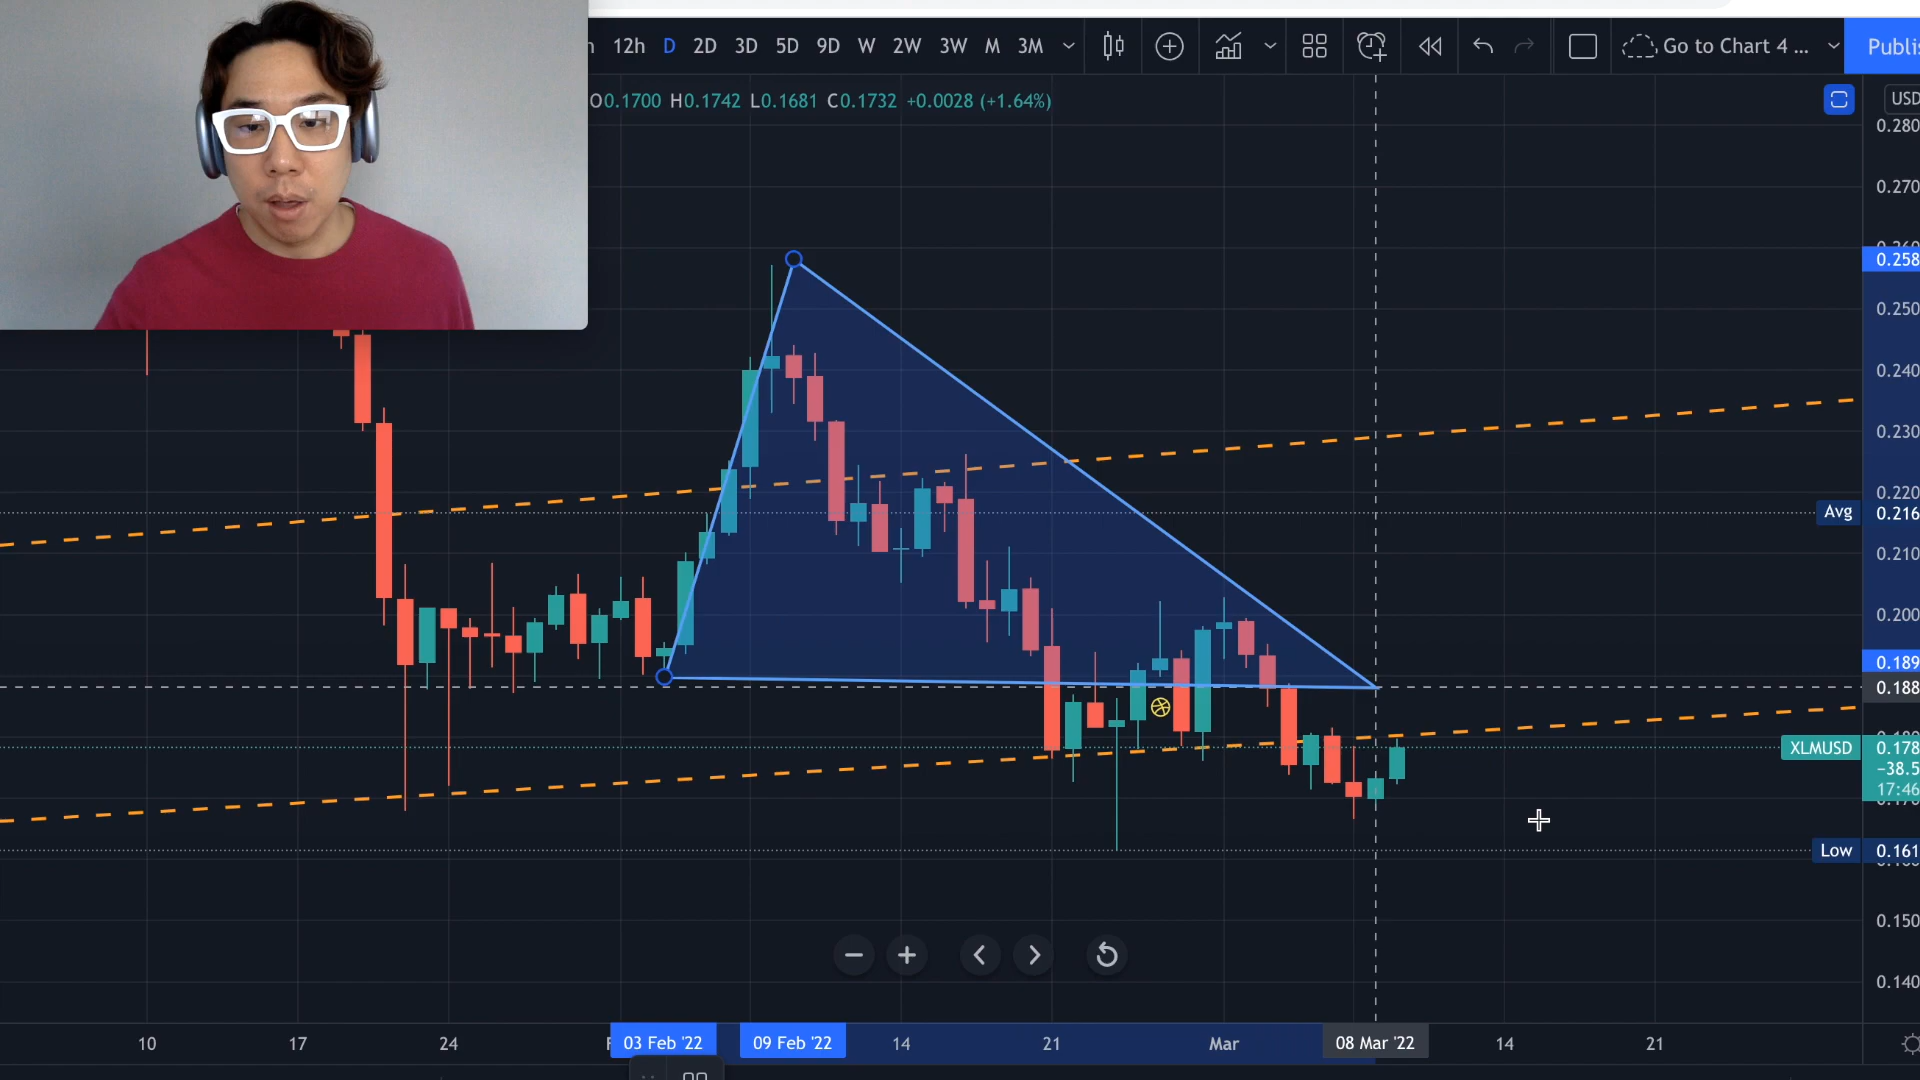 12h D 2D 3D 5D 9D W 2W 3W M 3M Go to Chart 4 ... Publis
O0.1700 H0.1742 L0.1681 C0.1732 +0.0028 (+1.64%)
USD
0.280
0.270
0.258
0.250
0.240
0.230
0.220
Avg 0.216
0.210
0.200
0.189
0.188
XLMUSD 0.178
−38.5
17:46
Low 0.161
0.150
0.140
10 17 24 03 Feb '22 09 Feb '22 14 21 Mar 08 Mar '22 14 21